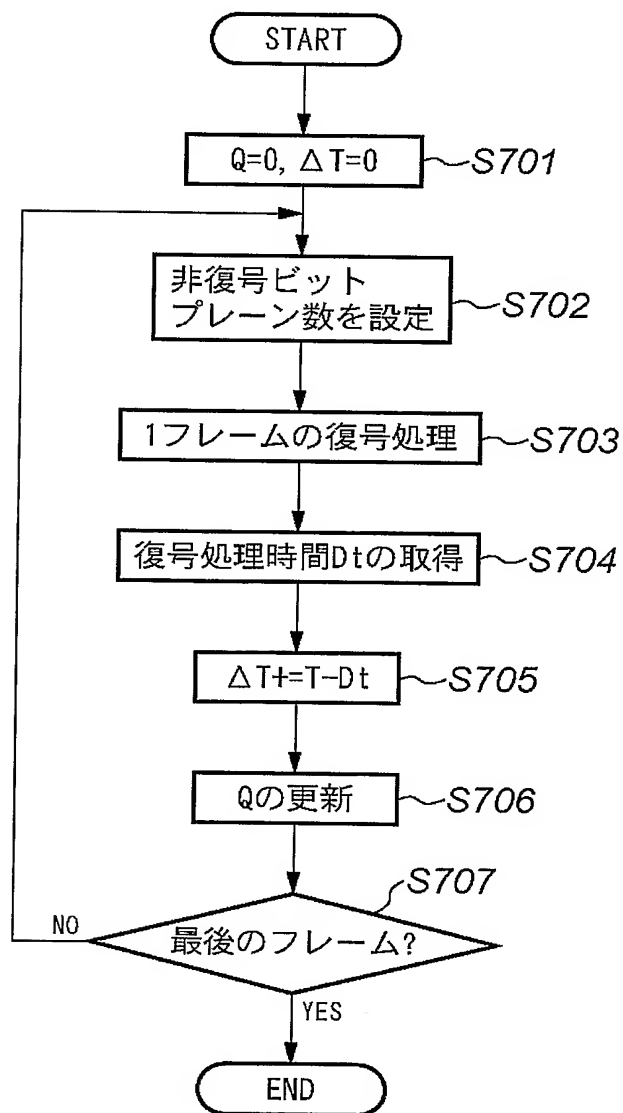 START
Q=0, ΔT=0
S701
非復号ビット
プレーン数を設定
S702
1フレームの復号処理
S703
復号処理時間Dtの取得
S704
ΔT+=T-Dt
S705
Qの更新
S706
S707
NO
最後のフレーム?
YES
END